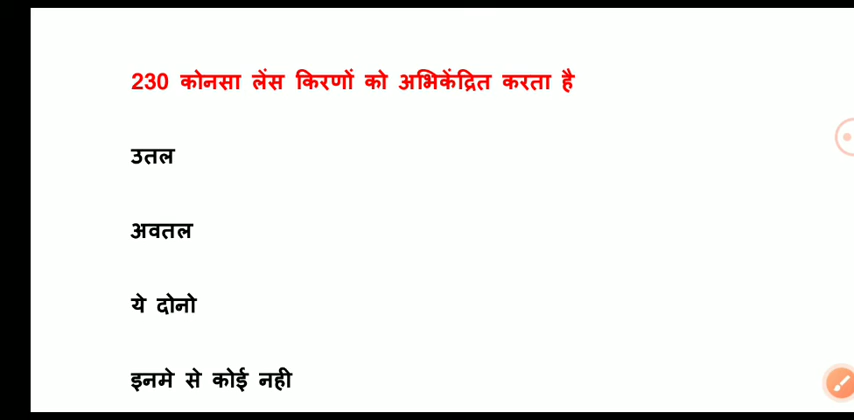 230 कोनसा लेंस किरणों को अभिकेंद्रित करता है
उतल
अवतल
ये दोनो
इनमे से कोई नही